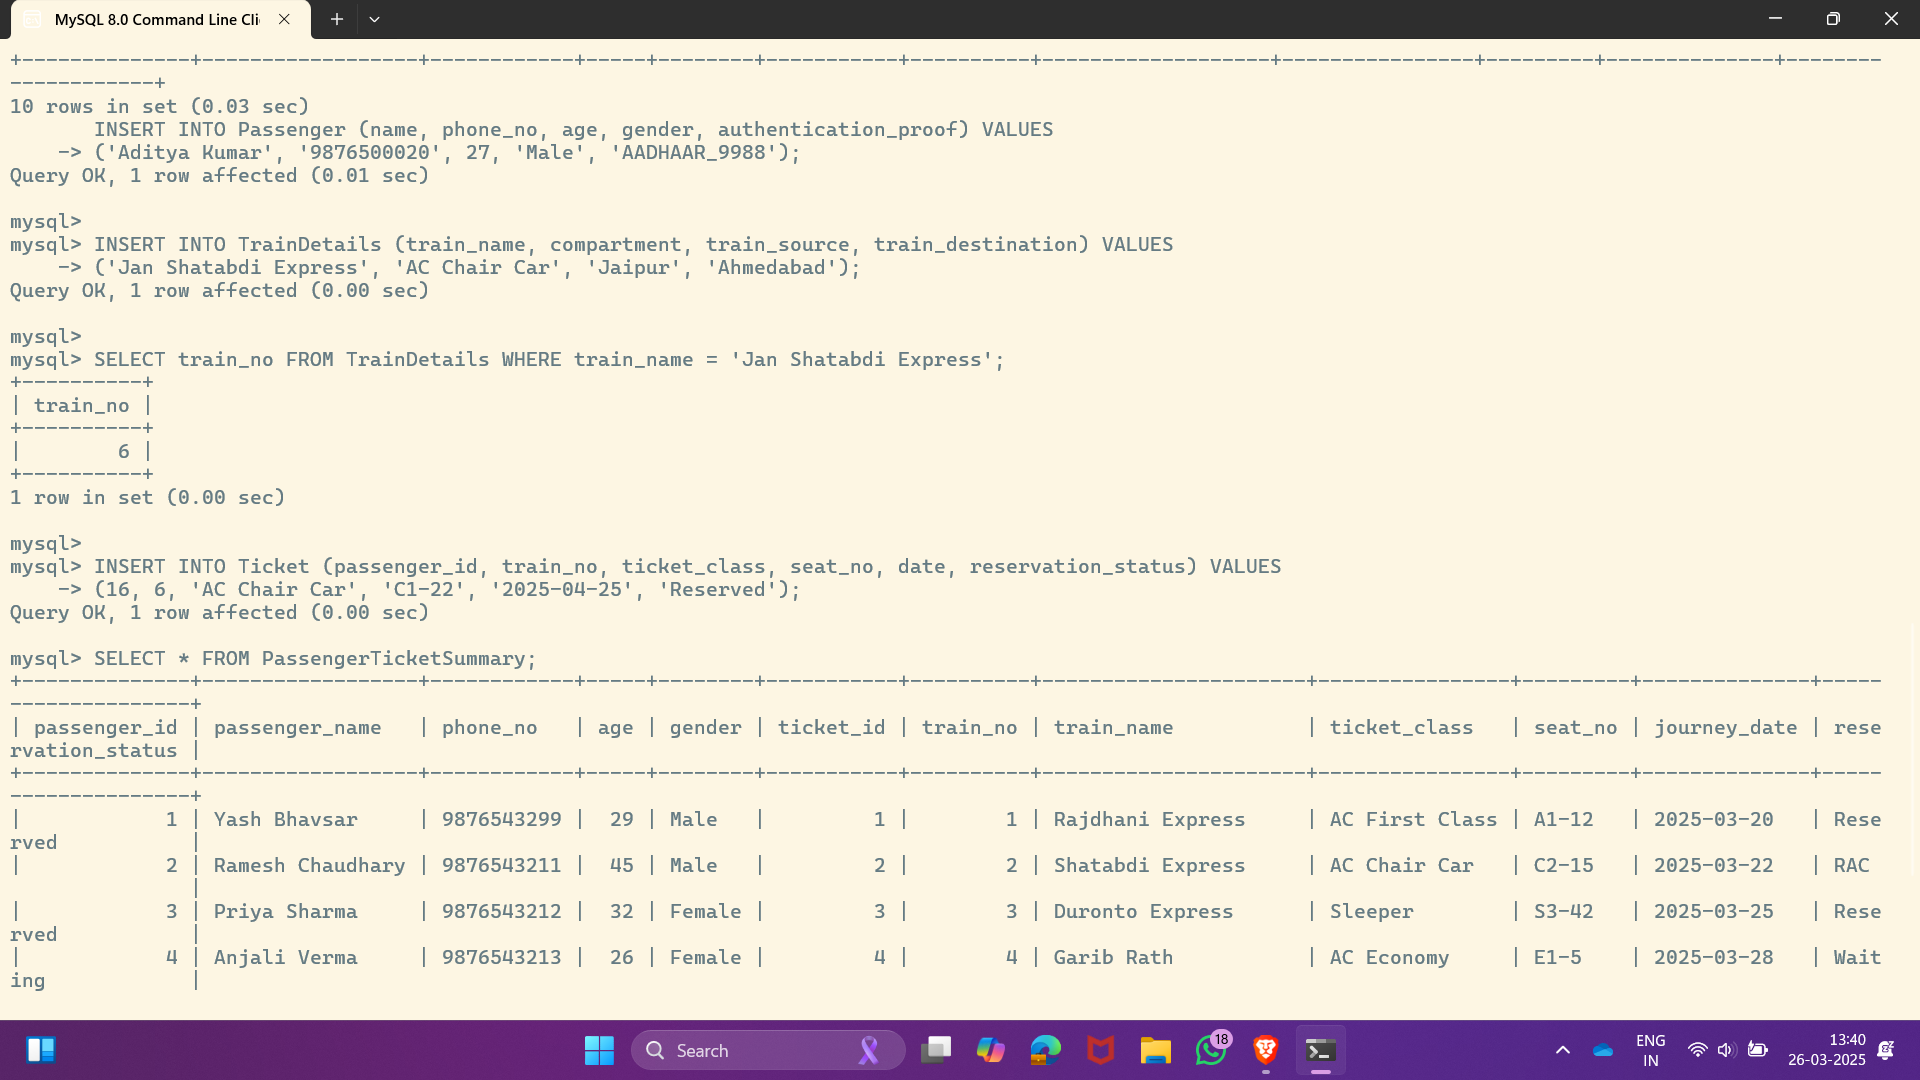 MySQL 8.0 Command Line Cli
+--------------+------------------+------------+-----+--------+-----------+----------+-------------------+----------------+---------+--------------+--------
------------+
10 rows in set (0.03 sec)
       INSERT INTO Passenger (name, phone_no, age, gender, authentication_proof) VALUES
    -> ('Aditya Kumar', '9876500020', 27, 'Male', 'AADHAAR_9988');
Query OK, 1 row affected (0.01 sec)
mysql>
mysql> INSERT INTO TrainDetails (train_name, compartment, train_source, train_destination) VALUES
    -> ('Jan Shatabdi Express', 'AC Chair Car', 'Jaipur', 'Ahmedabad');
Query OK, 1 row affected (0.00 sec)
mysql>
mysql> SELECT train_no FROM TrainDetails WHERE train_name = 'Jan Shatabdi Express';
+----------+
| train_no |
+----------+
|        6 |
+----------+
1 row in set (0.00 sec)
mysql>
mysql> INSERT INTO Ticket (passenger_id, train_no, ticket_class, seat_no, date, reservation_status) VALUES
    -> (16, 6, 'AC Chair Car', 'C1-22', '2025-04-25', 'Reserved');
Query OK, 1 row affected (0.00 sec)
mysql> SELECT * FROM PassengerTicketSummary;
+--------------+------------------+------------+-----+--------+-----------+----------+----------------------+----------------+---------+--------------+-----
---------------+
| passenger_id | passenger_name   | phone_no   | age | gender | ticket_id | train_no | train_name           | ticket_class   | seat_no | journey_date | rese
rvation_status |
+--------------+------------------+------------+-----+--------+-----------+----------+----------------------+----------------+---------+--------------+-----
---------------+
|            1 | Yash Bhavsar     | 9876543299 |  29 | Male   |         1 |        1 | Rajdhani Express     | AC First Class | A1-12   | 2025-03-20   | Rese
rved           |
|            2 | Ramesh Chaudhary | 9876543211 |  45 | Male   |         2 |        2 | Shatabdi Express     | AC Chair Car   | C2-15   | 2025-03-22   | RAC
               |
|            3 | Priya Sharma     | 9876543212 |  32 | Female |         3 |        3 | Duronto Express      | Sleeper        | S3-42   | 2025-03-25   | Rese
rved           |
|            4 | Anjali Verma     | 9876543213 |  26 | Female |         4 |        4 | Garib Rath           | AC Economy     | E1-5    | 2025-03-28   | Wait
ing            |
Search
18
ENG
IN
13:40
26-03-2025